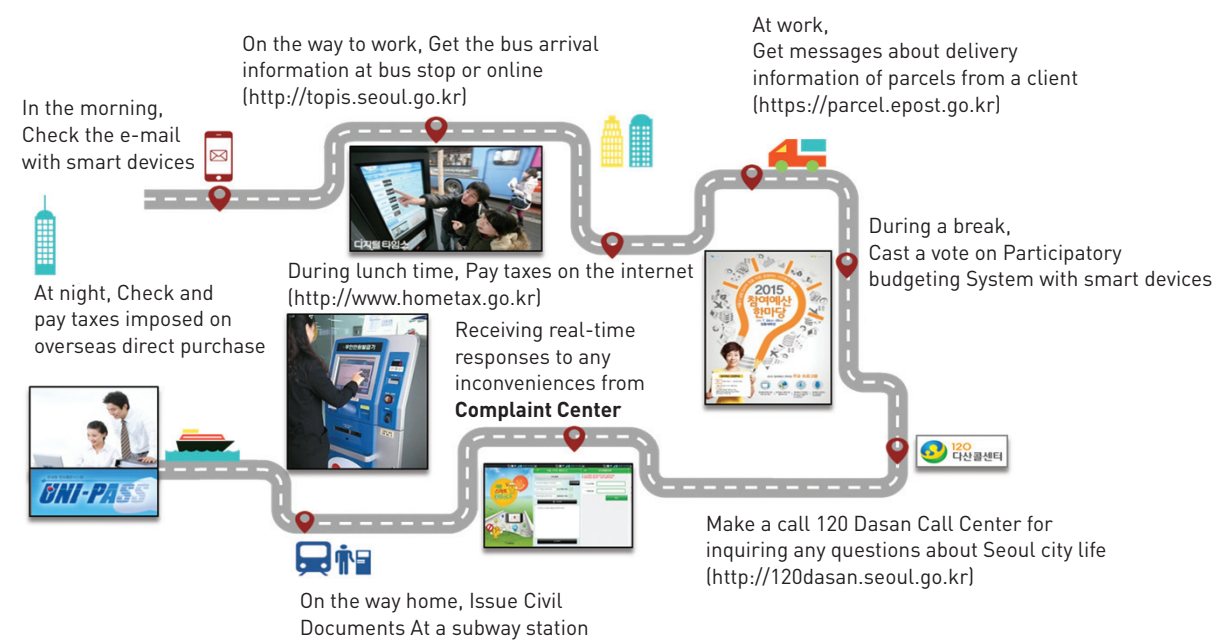 In the morning,
Check the e-mail
with smart devices
On the way to work, Get the bus arrival
information at bus stop or online
(http://topis.seoul.go.kr)
디지털타임스
During lunch time, Pay taxes on the internet
(http://www.hometax.go.kr)
At work,
Get messages about delivery
information of parcels from a client
(https://parcel.epost.go.kr)
During a break,
Cast a vote on Participatory
budgeting System with smart devices
2015
참여예산
한마당
120
다산콜센터
Make a call 120 Dasan Call Center for
inquiring any questions about Seoul city life
(http://120dasan.seoul.go.kr)
Receiving real-time
responses to any
inconveniences from
Complaint Center
무인민원발급기
On the way home, Issue Civil
Documents At a subway station
At night, Check and
pay taxes imposed on
overseas direct purchase
UNI-PASS